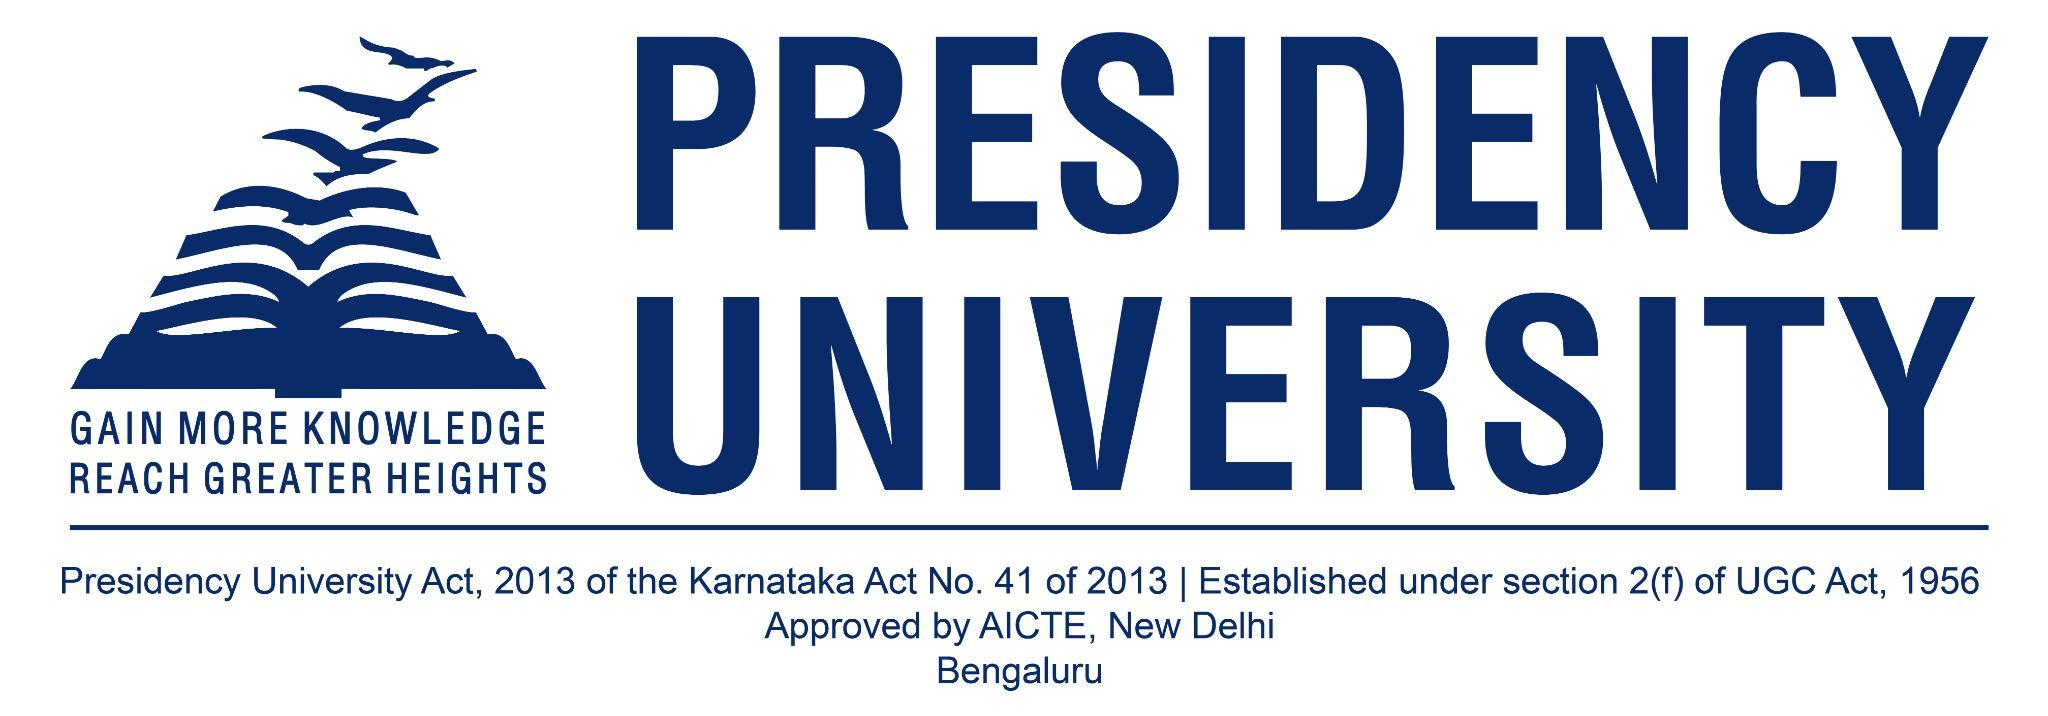 PRESIDENCY
UNIVERSITY
GAIN MORE KNOWLEDGE
REACH GREATER HEIGHTS
Presidency University Act, 2013 of the Karnataka Act No. 41 of 2013 | Established under section 2(f) of UGC Act, 1956
Approved by AICTE, New Delhi
Bengaluru